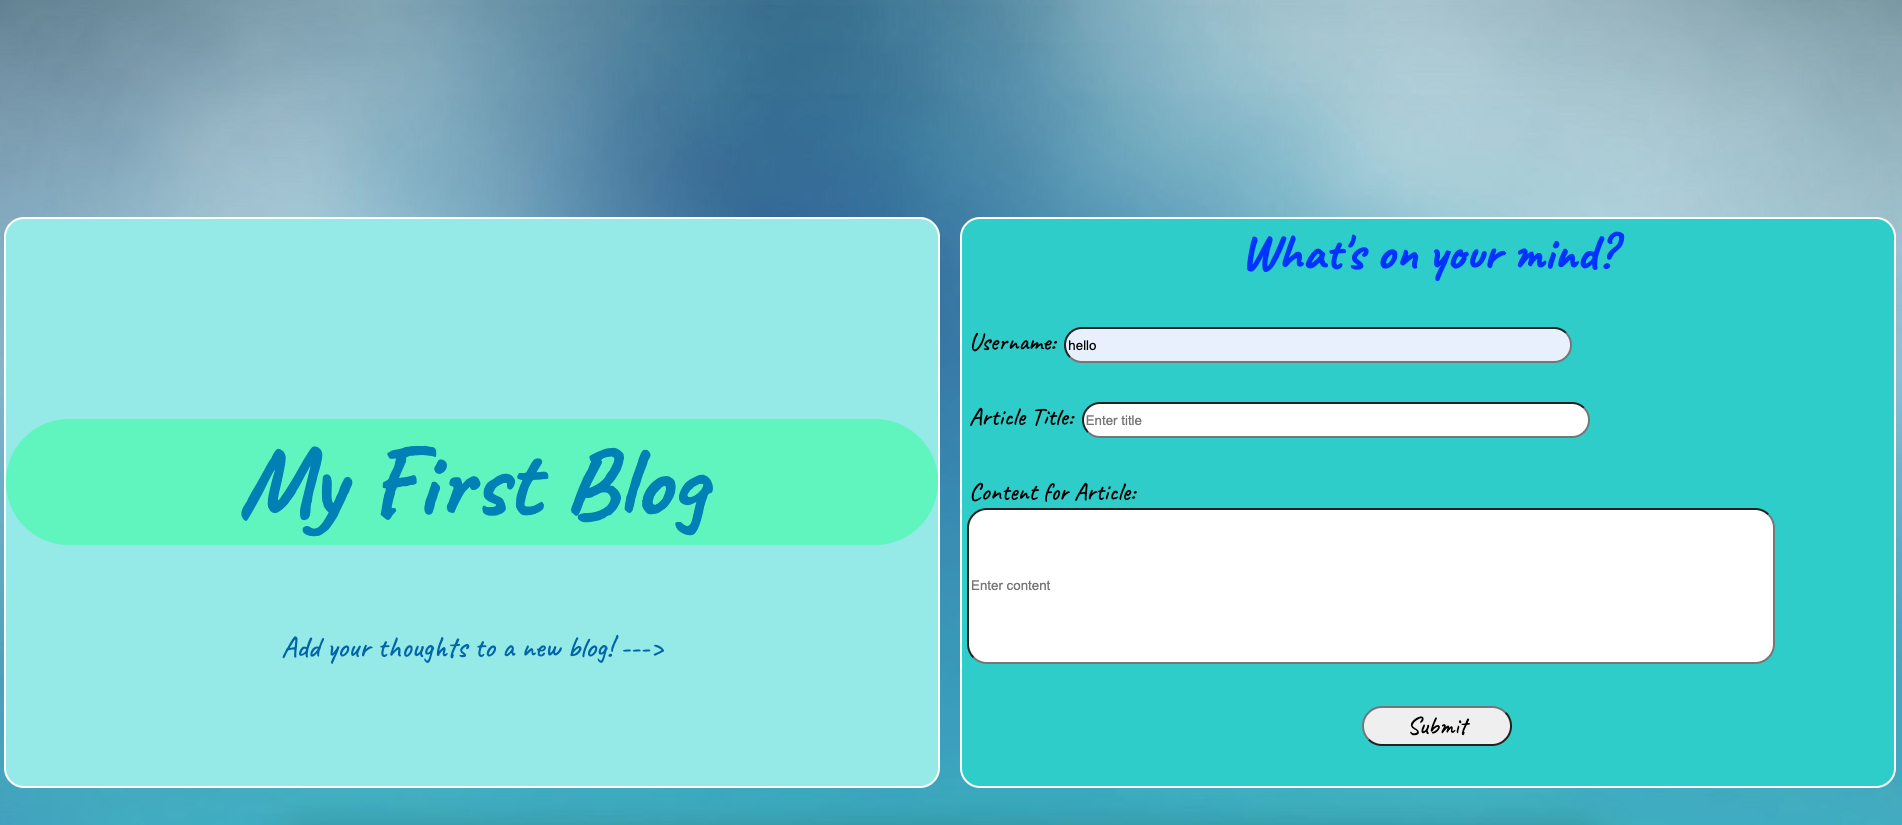 My First Blog
Add your thoughts to a new blog! --->
What's on your mind?
Username: hello
Article Title: Enter title
Content for Article:
Enter content
Submit